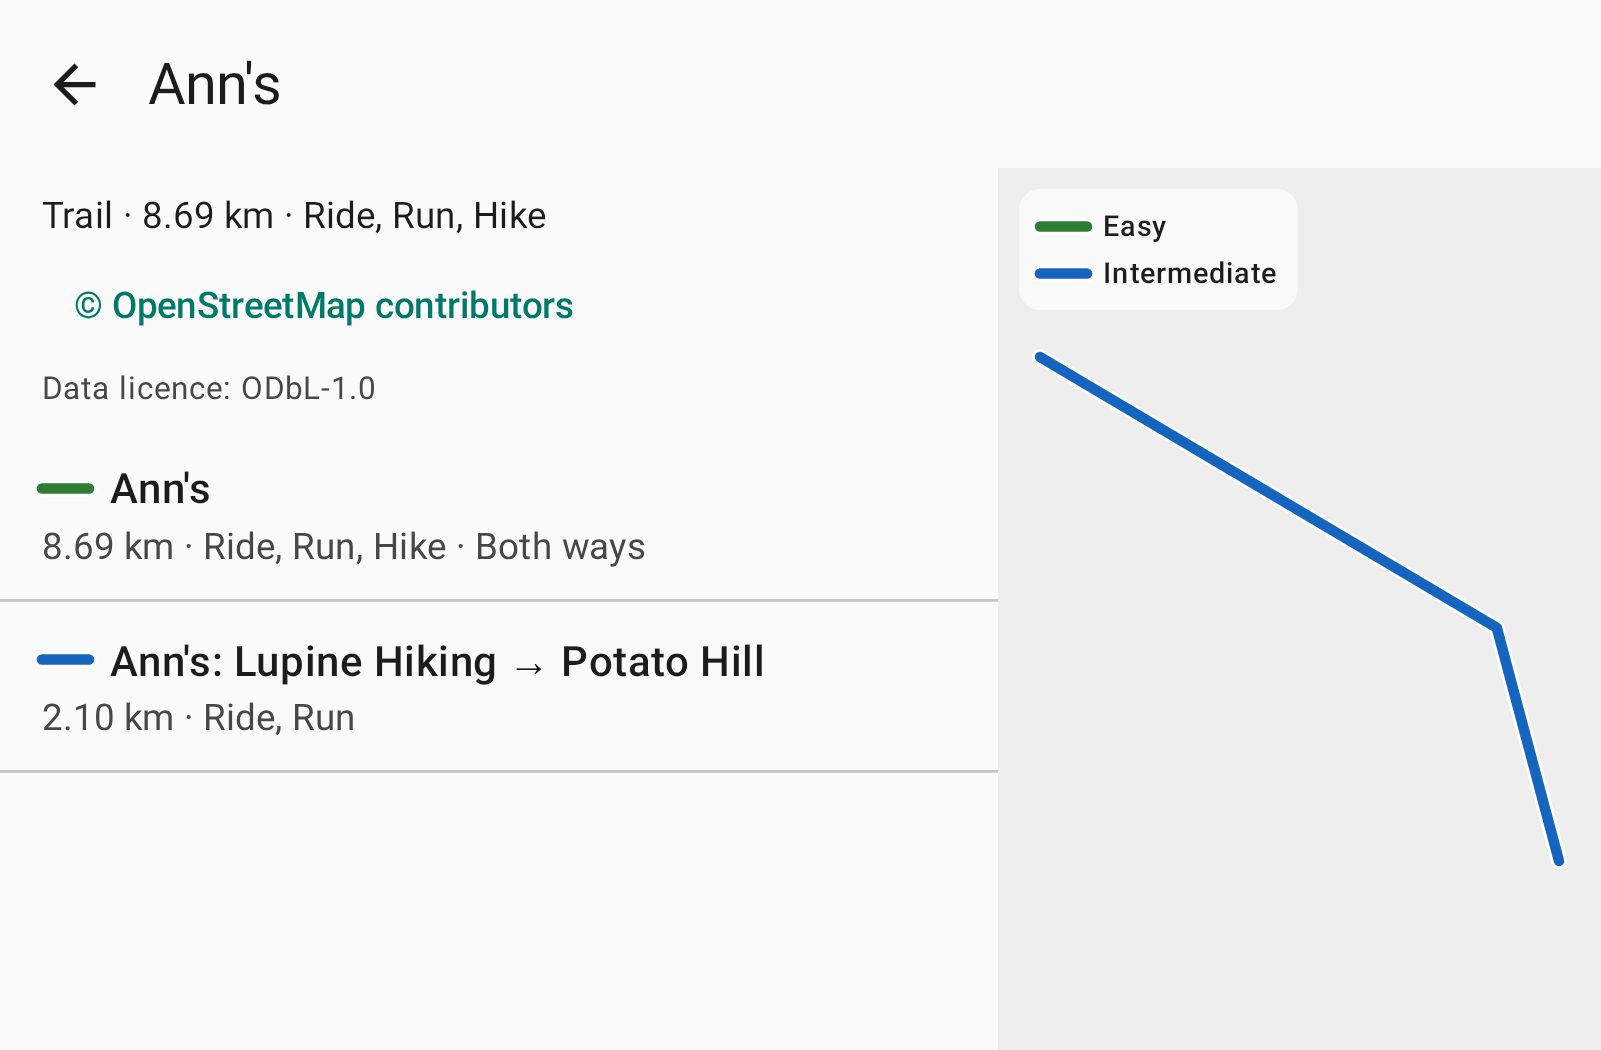 Ann's
Trail · 8.69 km · Ride, Run, Hike
© OpenStreetMap contributors
Data licence: ODbL-1.0
Ann's
8.69 km · Ride, Run, Hike · Both ways
Ann's: Lupine Hiking → Potato Hill
2.10 km · Ride, Run
Easy
Intermediate